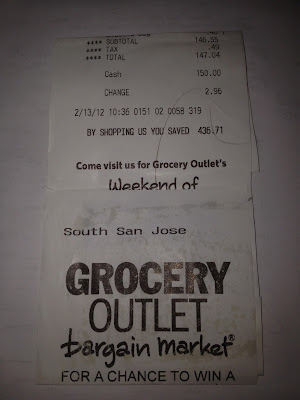 **** SUBTOTAL 146.55
**** TAX .49
**** TOTAL 147.04
Cash 150.00
CHANGE 2.96
2/13/12 10:36 0151 02 0058 319
BY SHOPPING US YOU SAVED 436.71
Come visit us for Grocery Outlet's
Weekend of
South San Jose
GROCERY
OUTLET
bargain market®
FOR A CHANCE TO WIN A